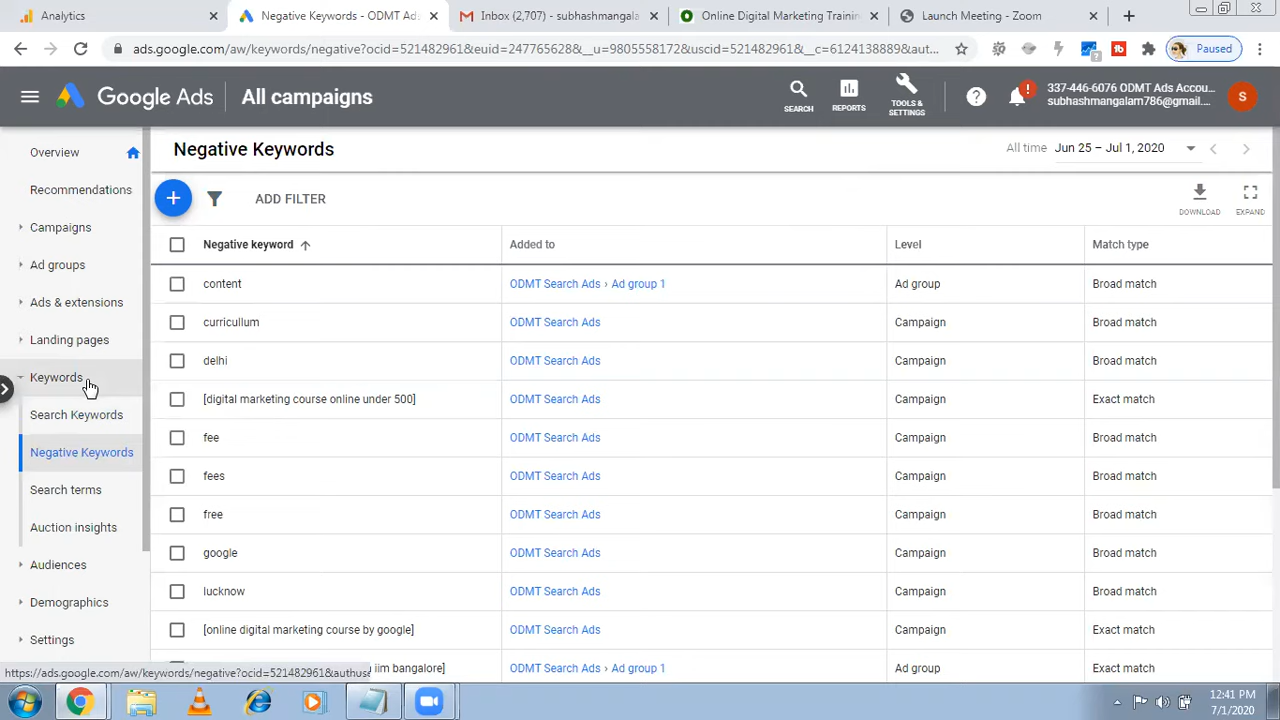 Analytics
Negative Keywords - ODMT Ads
Inbox (2,707) - subhashmangala
Online Digital Marketing Trainin
Launch Meeting - Zoom
ads.google.com/aw/keywords/negative?ocid=521482961&euid=247765628&__u=9805558172&uscid=521482961&__c=6124138889&aut...
Paused
Google Ads
All campaigns
SEARCH
REPORTS
TOOLS & SETTINGS
337-446-6076 ODMT Ads Accou...
subhashmangalam786@gmail....
S
Overview
Recommendations
Campaigns
Ad groups
Ads & extensions
Landing pages
Keywords
Search Keywords
Negative Keywords
Search terms
Auction insights
Audiences
Demographics
Settings
Negative Keywords
All time Jun 25 – Jul 1, 2020
ADD FILTER
DOWNLOAD
EXPAND
Negative keyword Added to Level Match type
content ODMT Search Ads › Ad group 1 Ad group Broad match
curricullum ODMT Search Ads Campaign Broad match
delhi ODMT Search Ads Campaign Broad match
[digital marketing course online under 500] ODMT Search Ads Campaign Exact match
fee ODMT Search Ads Campaign Broad match
fees ODMT Search Ads Campaign Broad match
free ODMT Search Ads Campaign Broad match
google ODMT Search Ads Campaign Broad match
lucknow ODMT Search Ads Campaign Broad match
[online digital marketing course by google] ODMT Search Ads Campaign Exact match
iim bangalore] ODMT Search Ads › Ad group 1 Ad group Exact match
https://ads.google.com/aw/keywords/negative?ocid=521482961&authuse
12:41 PM
7/1/2020